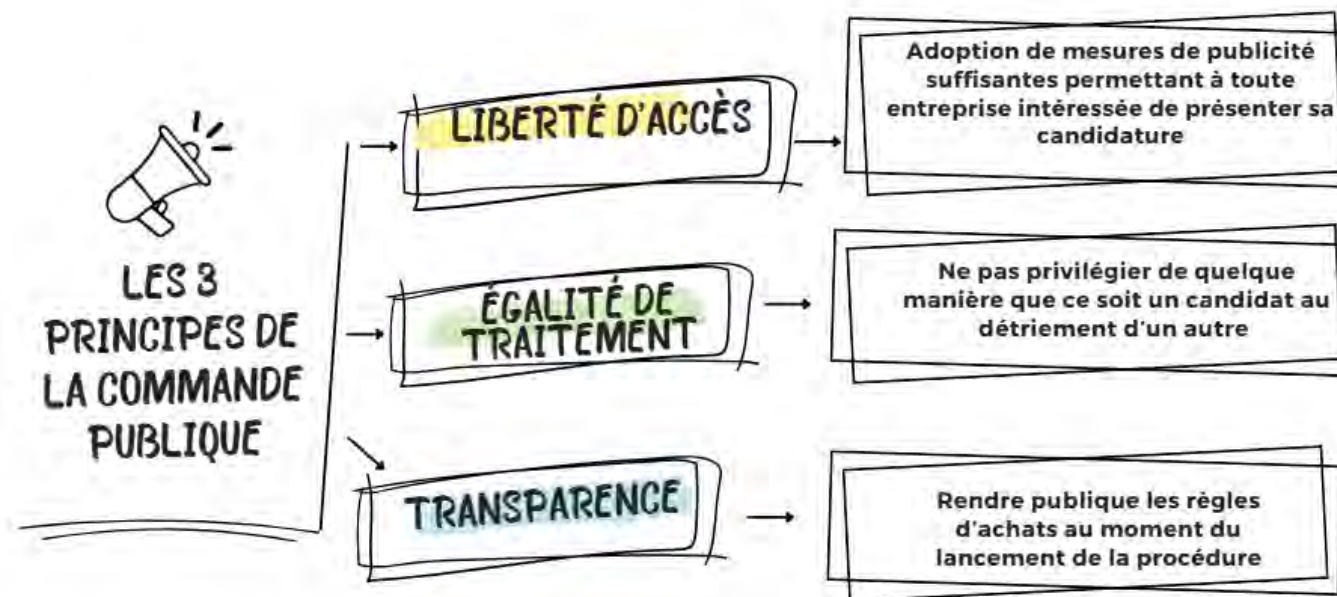 LES 3
PRINCIPES DE
LA COMMANDE
PUBLIQUE
LIBERTÉ D'ACCÈS
Adoption de mesures de publicité
suffisantes permettant à toute
entreprise intéressée de présenter sa
candidature
ÉGALITÉ DE
TRAITEMENT
Ne pas privilégier de quelque
manière que ce soit un candidat au
détriement d'un autre
TRANSPARENCE
Rendre publique les règles
d'achats au moment du
lancement de la procédure